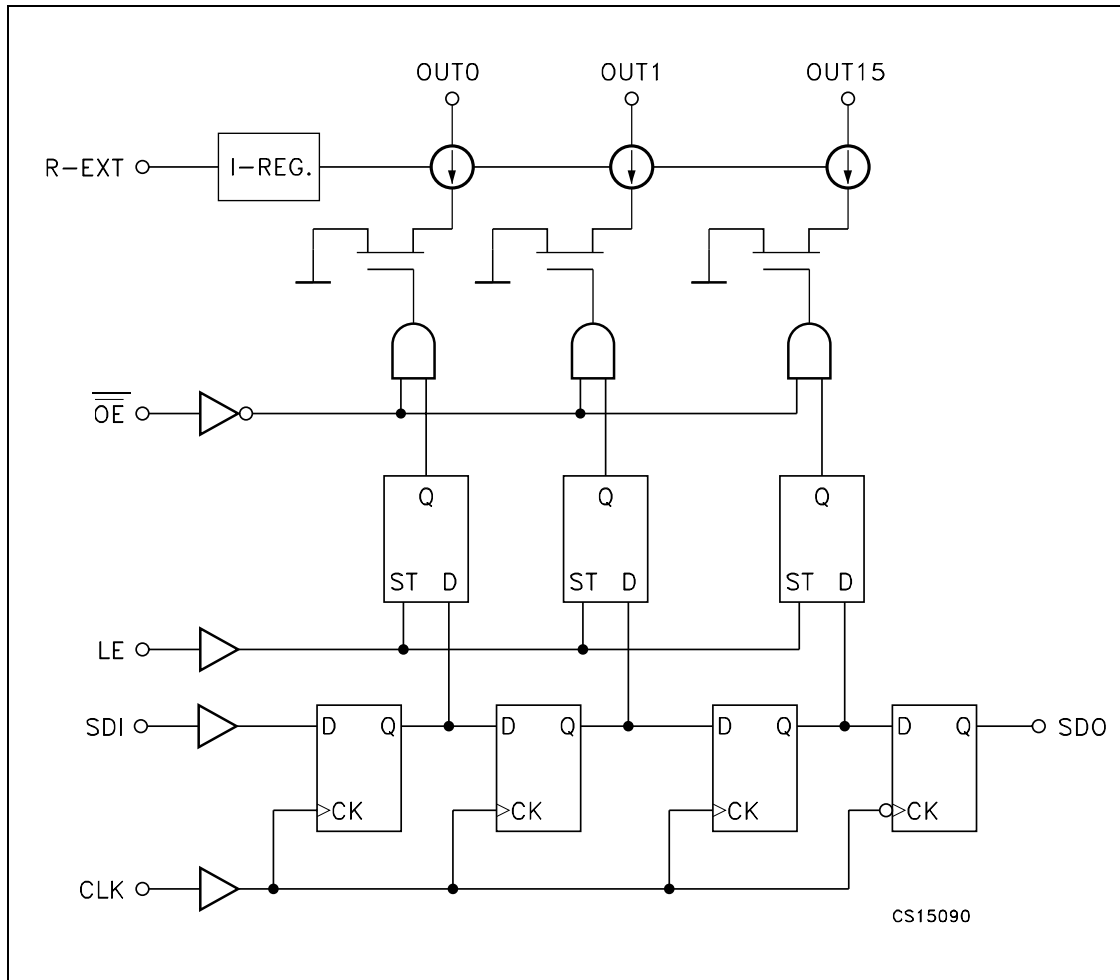 OUT0 OUT1 OUT15
R-EXT I-REG.
OE
Q Q Q
ST D ST D ST D
LE
SDI D Q D Q D Q D Q SDO
CK CK CK CK
CLK
CS15090